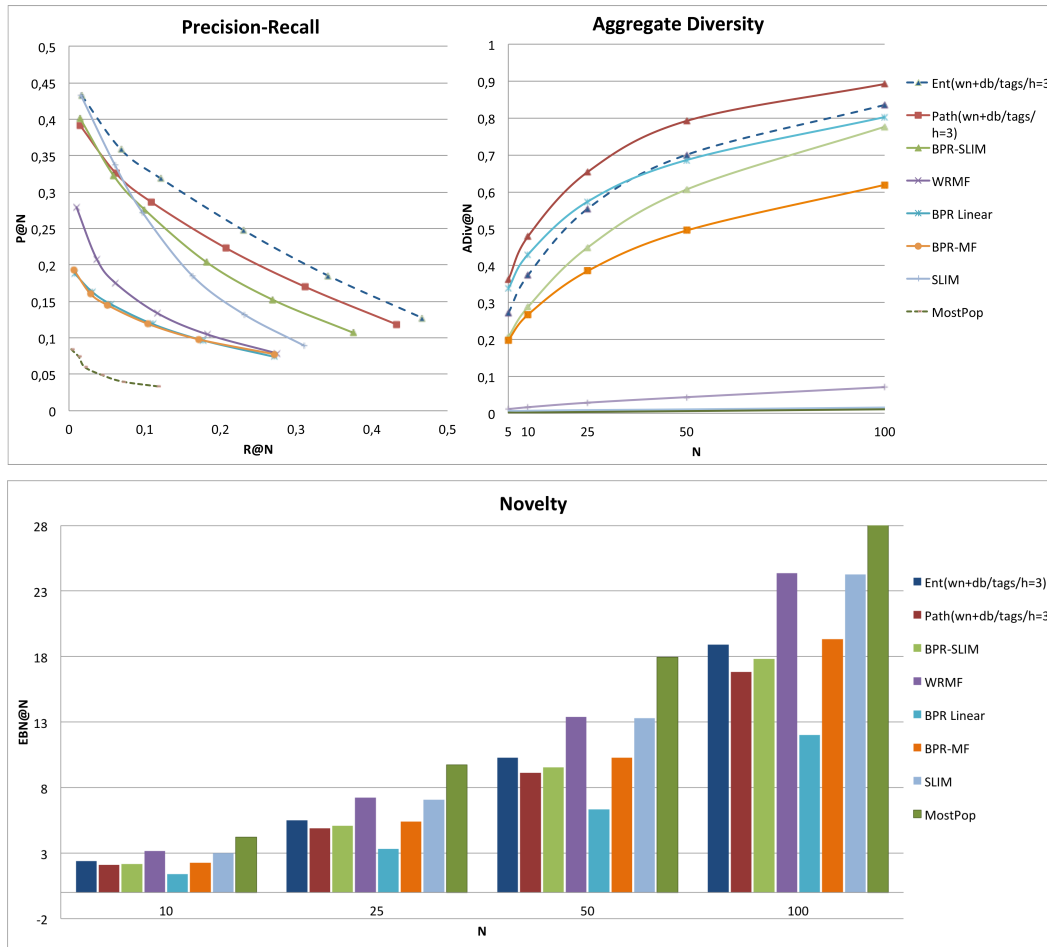 Precision-Recall
0,5
0,45
0,4
0,35
0,3
0,25
0,2
0,15
0,1
0,05
0
P@N
0
0,1
0,2
0,3
0,4
0,5
R@N
Aggregate Diversity
1
0,9
0,8
0,7
0,6
0,5
0,4
0,3
0,2
0,1
0
ADiv@N
5
10
25
50
100
N
Ent(wn+db/tags/h=3
Path(wn+db/tags/
h=3)
BPR-SLIM
WRMF
BPR Linear
BPR-MF
SLIM
MostPop
Novelty
28
23
18
13
8
3
-2
EBN@N
10
25
50
100
N
Ent(wn+db/tags/h=3)
Path(wn+db/tags/h=3
BPR-SLIM
WRMF
BPR Linear
BPR-MF
SLIM
MostPop